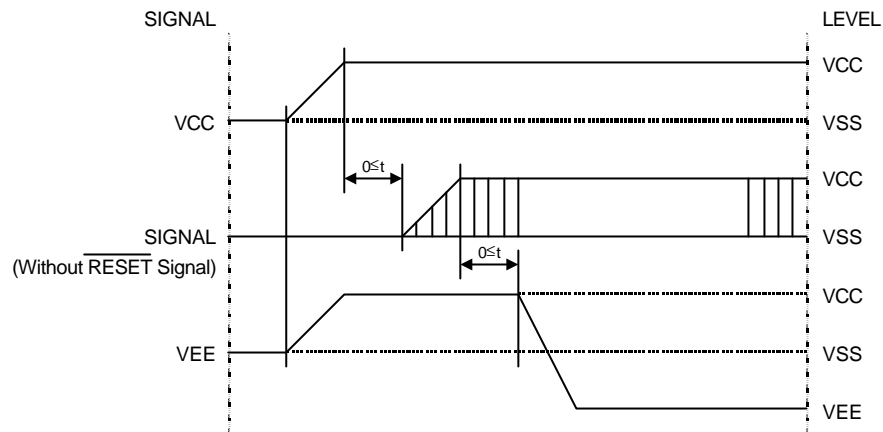 SIGNAL LEVEL
VCC
VCC VSS
0≤t
VCC
SIGNAL VSS
(Without RESET Signal)
0≤t
VCC
VEE VSS
VEE